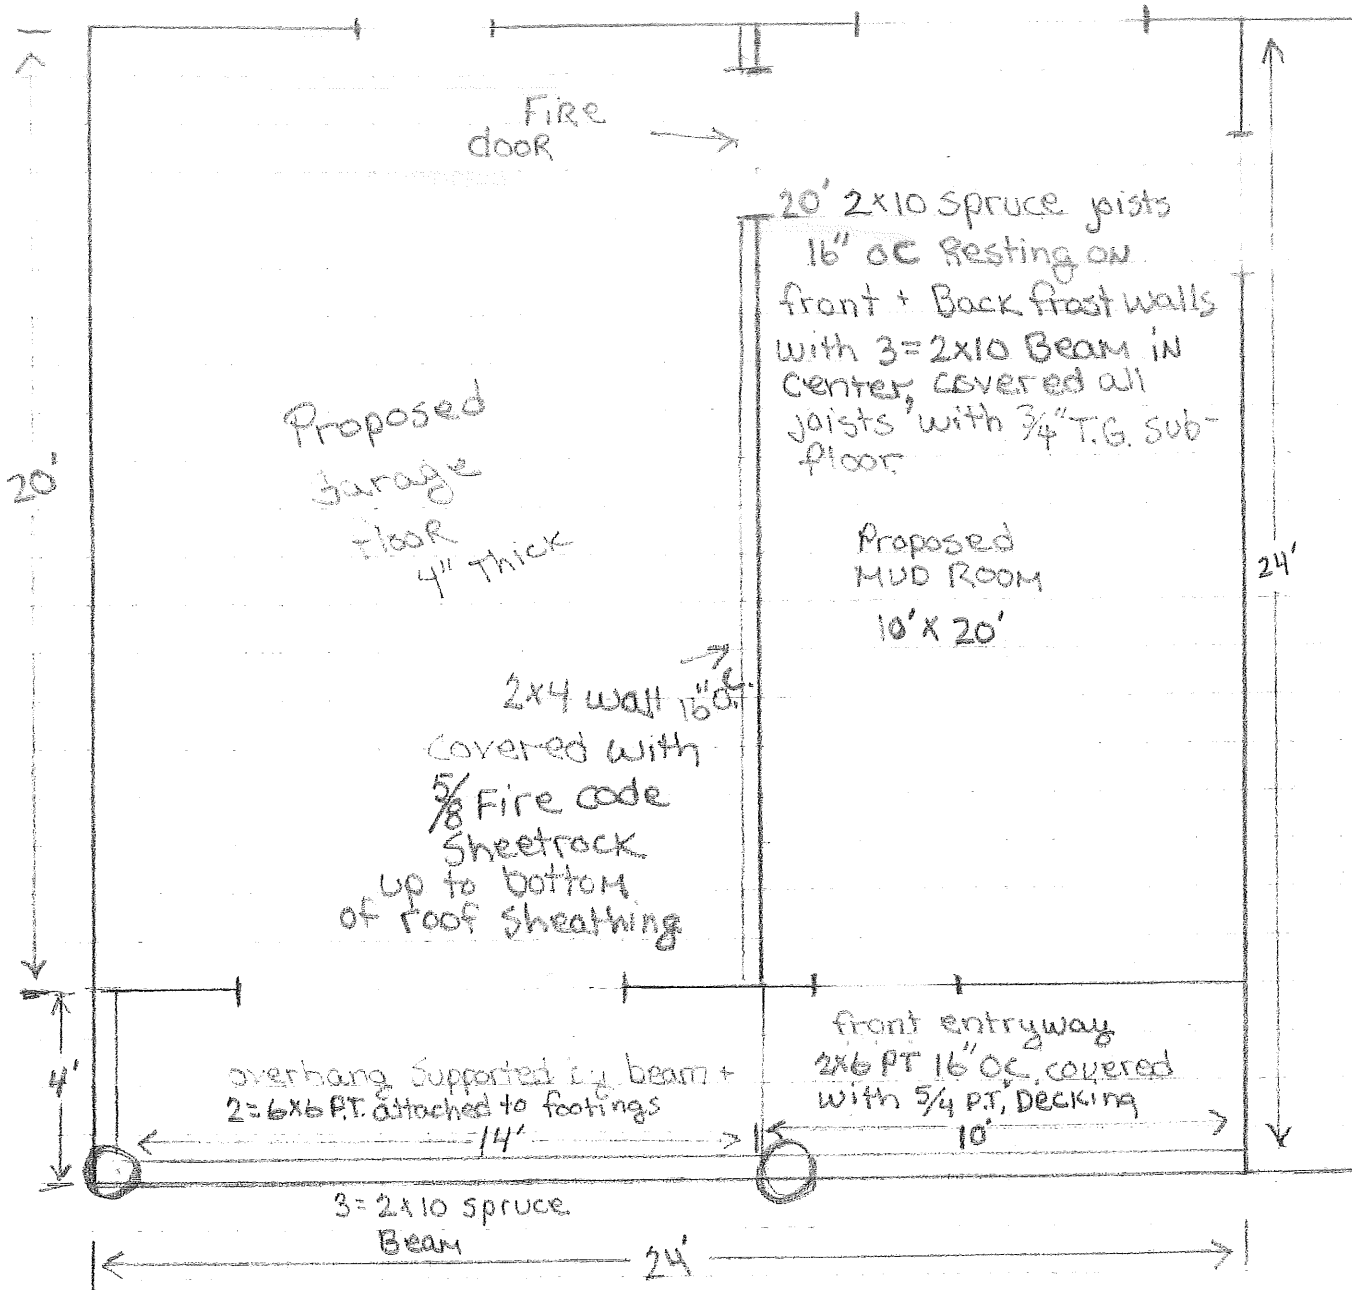 Fire
door
20' 2x10 Spruce joists
16" OC Resting on
front + Back frost walls
with 3=2x10 Beam in
center, covered all
joists with 3/4" T.G. Sub-
floor.
Proposed
Garage
Floor
4" Thick
20'
24'
Proposed
MUD ROOM
10' x 20'
2x4 wall 16" O.C.
covered with
5/8 Fire code
Sheetrock
up to bottom
of roof sheathing
4'
overhang Supported by beam +
2=6x6 P.T. attached to footings
14'
front entryway
2x6 PT 16" OC covered
with 5/4 P.T. Decking
10'
3=2x10 spruce
Beam
24'